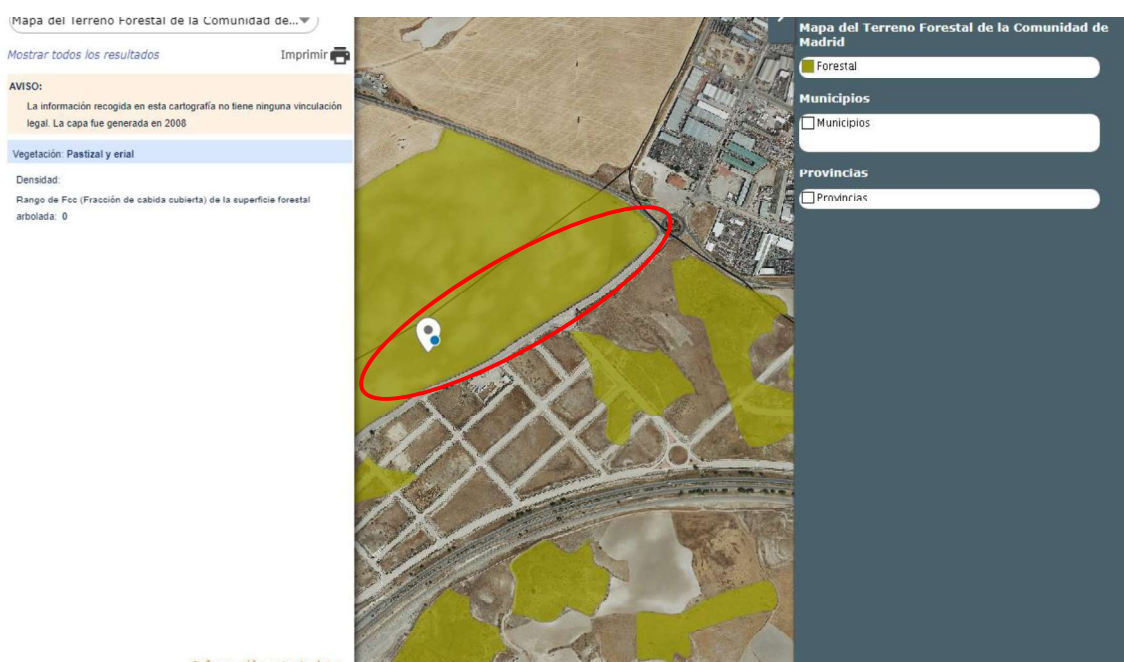 (Mapa del Terreno Forestal de la Comunidad de...
Mostrar todos los resultados
Imprimir
AVISO:
La información recogida en esta cartografía no tiene ninguna vinculación
legal. La capa fue generada en 2008
Vegetación: Pastizal y erial
Densidad:
Rango de Fcc (Fracción de cabida cubierta) de la superficie forestal
arbolada: 0
Mapa del Terreno Forestal de la Comunidad de
Madrid
Forestal
Municipios
Municipios
Provincias
Provincias